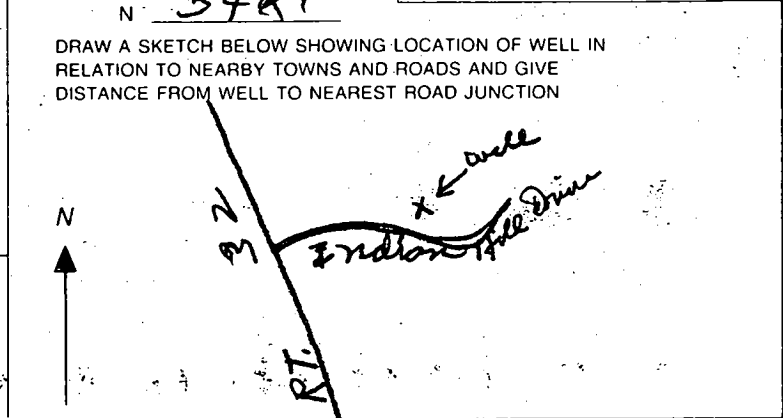 N
DRAW A SKETCH BELOW SHOWING LOCATION OF WELL IN
RELATION TO NEARBY TOWNS AND ROADS AND GIVE
DISTANCE FROM WELL TO NEAREST ROAD JUNCTION
well
x
N
32
Indian Hill Drive
RT.